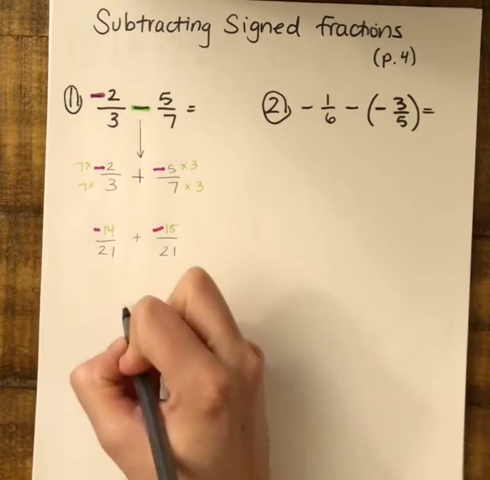 Subtracting Signed fractions
(p. 4)
① -2/3 - 5/7 =
② - 1/6 - (- 3/5) =
7× -2/3 7× + -5/7 ×3 ×3
-14/21 + -15/21